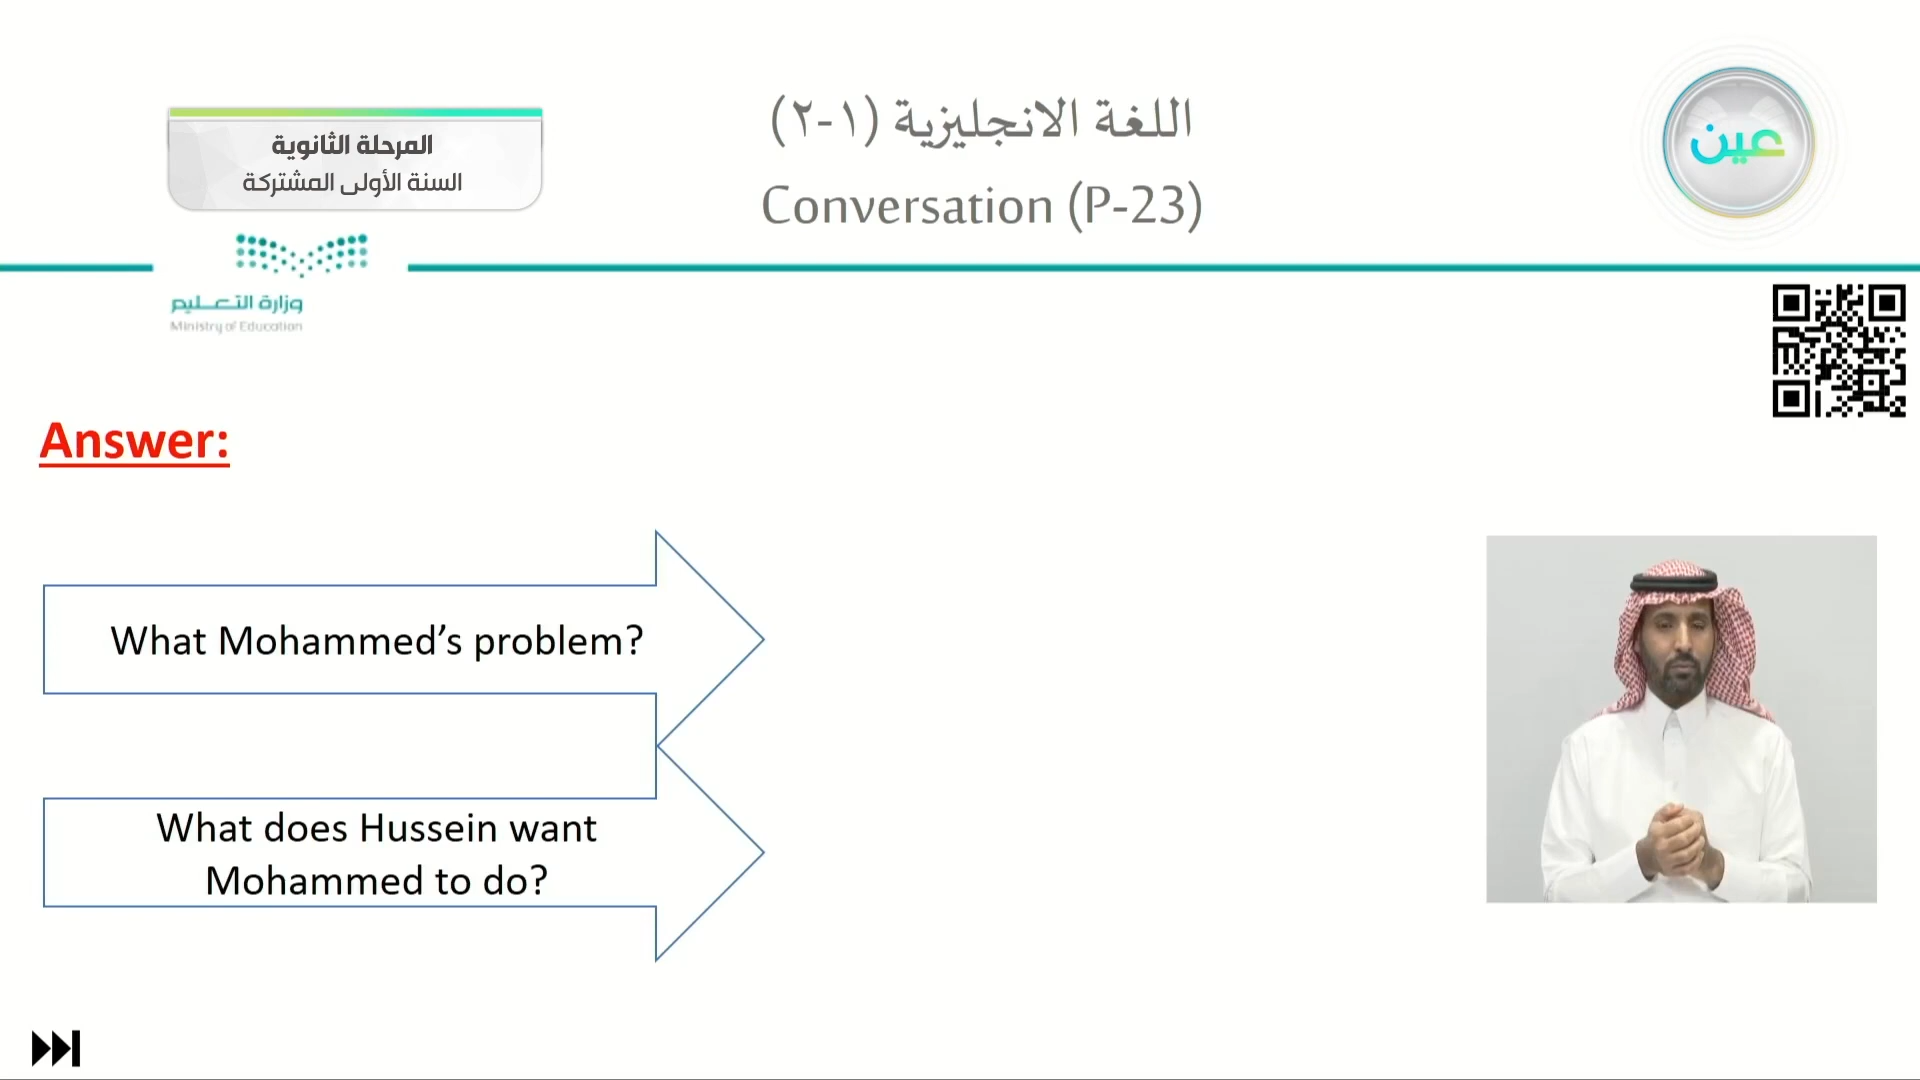 المرحلة الثانوية
السنة الأولى المشتركة
اللغة الانجليزية (١-٢)
Conversation (P-23)
عين
وزارة التعليم
Ministry of Education
Answer:
What Mohammed’s problem?
What does Hussein want
Mohammed to do?